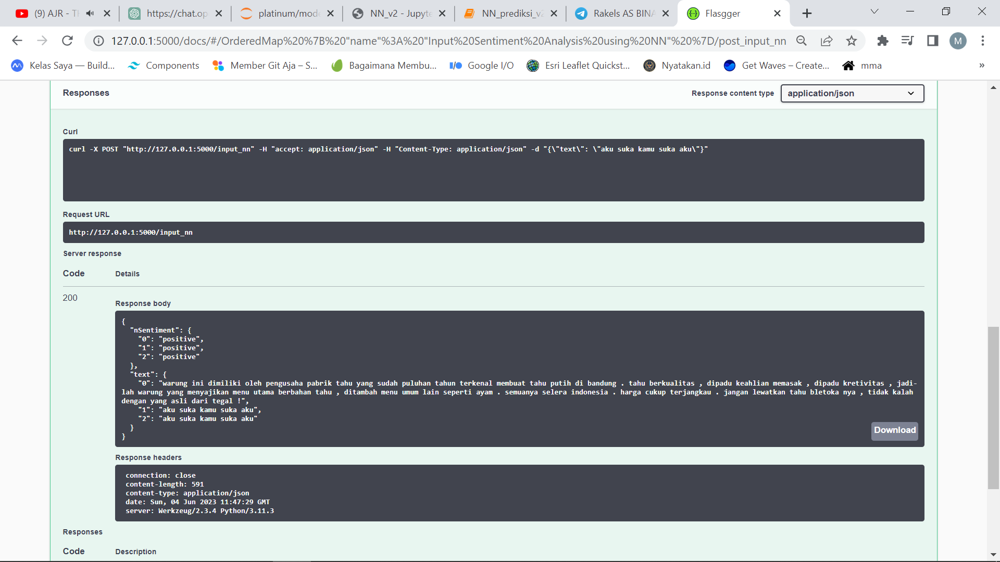 (9) AJR - Th
https://chat.op
platinum/mode
NN_v2 - Jupyte
NN_prediksi_v2
Rakels AS BINA
Flasgger
127.0.0.1:5000/docs/#/OrderedMap%20%7B%20"name"%3A%20"Input%20Sentiment%20Analysis%20using%20NN"%20%7D/post_input_nn
M
Kelas Saya — Build...
Components
Member Git Aja – S...
Bagaimana Membu...
Google I/O
Esri Leaflet Quickst...
Nyatakan.id
Get Waves – Create...
mma
»
Responses
Response content type
application/json
Curl
curl -X POST "http://127.0.0.1:5000/input_nn" -H "accept: application/json" -H "Content-Type: application/json" -d "{\"text\": \"aku suka kamu suka aku\"}"
Request URL
http://127.0.0.1:5000/input_nn
Server response
Code Details
200
Response body
{
"nSentiment": {
"0": "positive",
"1": "positive",
"2": "positive"
},
"text": {
"0": "warung ini dimiliki oleh pengusaha pabrik tahu yang sudah puluhan tahun terkenal membuat tahu putih di bandung . tahu berkualitas , dipadu keahlian memasak , dipadu kretivitas , jadi-
lah warung yang menyajikan menu utama berbahan tahu , ditambah menu umum lain seperti ayam . semuanya selera indonesia . harga cukup terjangkau . jangan lewatkan tahu bletoka nya , tidak kalah
dengan yang asli dari tegal !",
"1": "aku suka kamu suka aku",
"2": "aku suka kamu suka aku"
}
}
Download
Response headers
connection: close
content-length: 591
content-type: application/json
date: Sun, 04 Jun 2023 11:47:29 GMT
server: Werkzeug/2.3.4 Python/3.11.3
Responses
Code Description